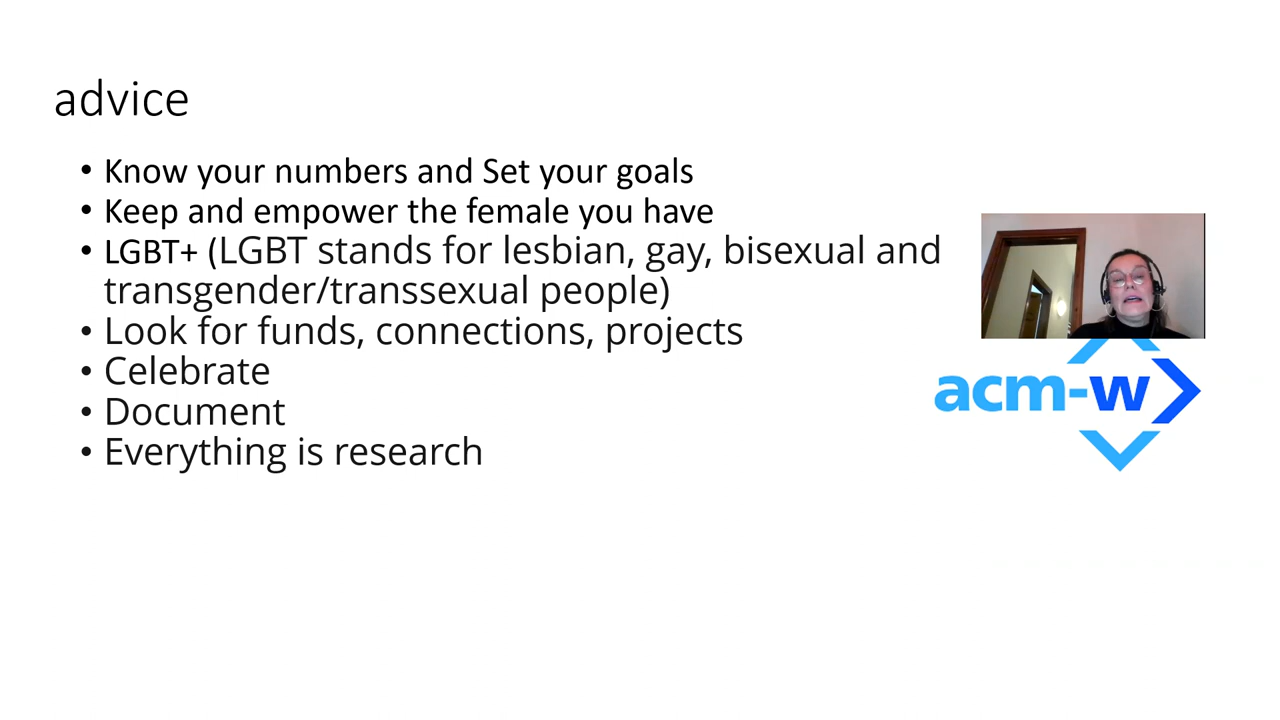 advice
• Know your numbers and Set your goals
• Keep and empower the female you have
• LGBT+ (LGBT stands for lesbian, gay, bisexual and
transgender/transsexual people)
• Look for funds, connections, projects
• Celebrate
• Document
• Everything is research
acm-w